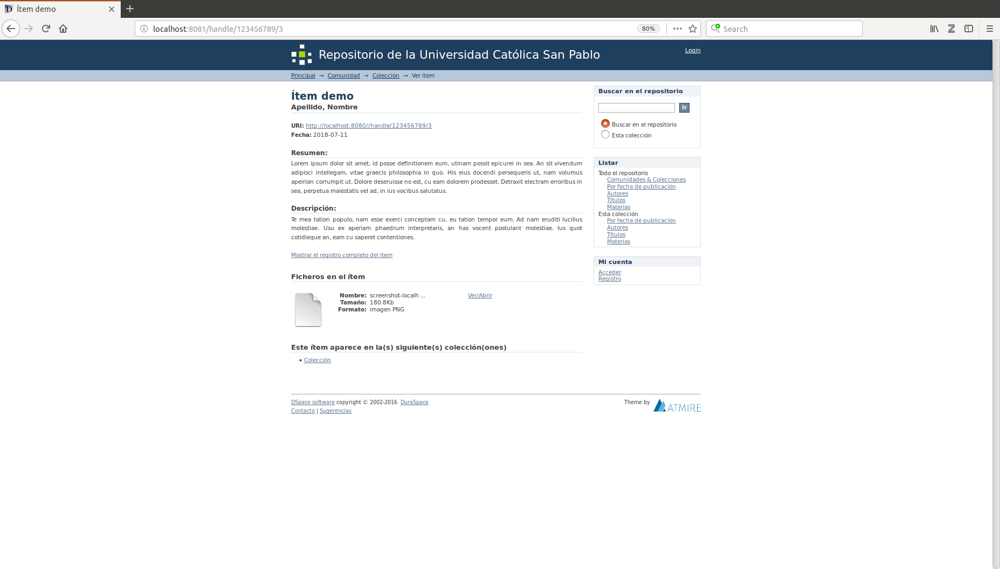 Ítem demo
localhost:8081/handle/123456789/3
80%
Search
Repositorio de la Universidad Católica San Pablo
Login
Principal → Comunidad → Colección → Ver ítem
Ítem demo
Apellido, Nombre
URI: http://localhost:8080//handle/123456789/3
Fecha: 2018-07-11
Resumen:
Lorem ipsum dolor sit amet, id posse definitionem eum, utinam possit epicurei in sea. An sit vivendum
adipisci intellegam, vitae graecis philosophia in quo. His eius docendi persequeris ut, nam volumus
apeirian corrumpit ut. Dolore deseruisse no est, cu eam dolorem prodesset. Detraxit electram erroribus in
sea, perpetua maiestatis vel ad, in ius vocibus salutatus.
Descripción:
Te mea tation populo, nam esse exerci conceptam cu, eu tation tempor eum. Ad nam eruditi lucilius
molestiae. Usu ex aperiam phaedrum interpretaris, an has vocent postulant molestiae. Ius quot
cotidieque an, eam cu saperet contentiones.
Mostrar el registro completo del ítem
Ficheros en el ítem
Nombre: screenshot-localh ... Ver/Abrir
Tamaño: 180.8Kb
Formato: imagen PNG
Este ítem aparece en la(s) siguiente(s) colección(ones)
• Colección
Buscar en el repositorio
Ir
Buscar en el repositorio
Esta colección
Listar
Todo el repositorio
Comunidades & Colecciones
Por fecha de publicación
Autores
Títulos
Materias
Esta colección
Por fecha de publicación
Autores
Títulos
Materias
Mi cuenta
Acceder
Registro
DSpace software copyright © 2002-2016 DuraSpace
Contacto | Sugerencias
Theme by ATMIRE